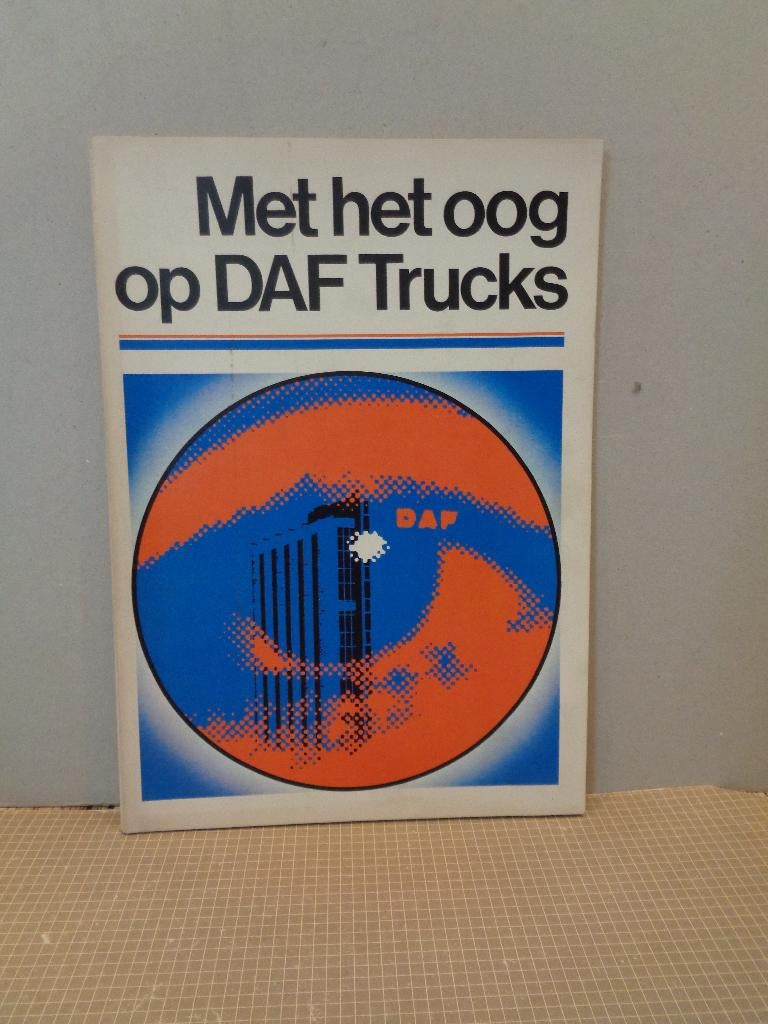 Met het oog
op DAF Trucks
DAF